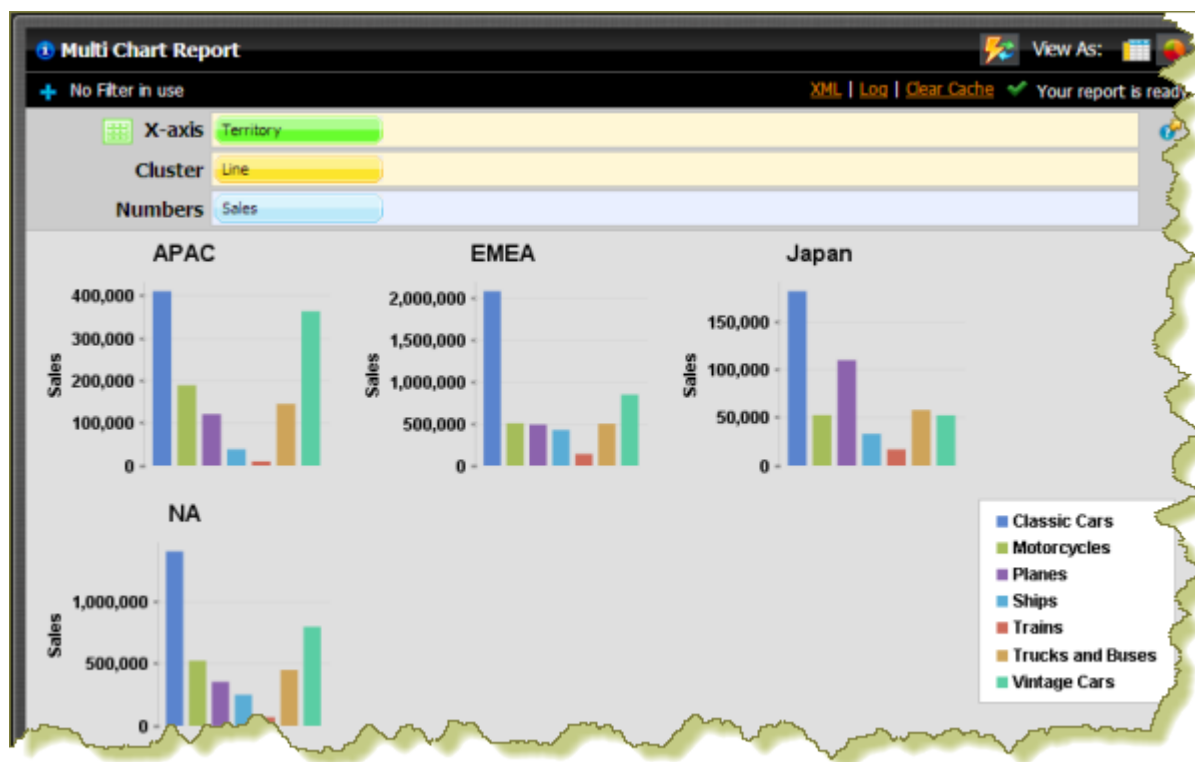 Multi Chart Report View As:
No Filter in use XML | Log | Clear Cache Your report is ready
X-axis Territory
Cluster Line
Numbers Sales
APAC
Sales
400,000
300,000
200,000
100,000
0
EMEA
Sales
2,000,000
1,500,000
1,000,000
500,000
0
Japan
Sales
150,000
100,000
50,000
0
NA
Sales
1,000,000
500,000
0
Classic Cars
Motorcycles
Planes
Ships
Trains
Trucks and Buses
Vintage Cars